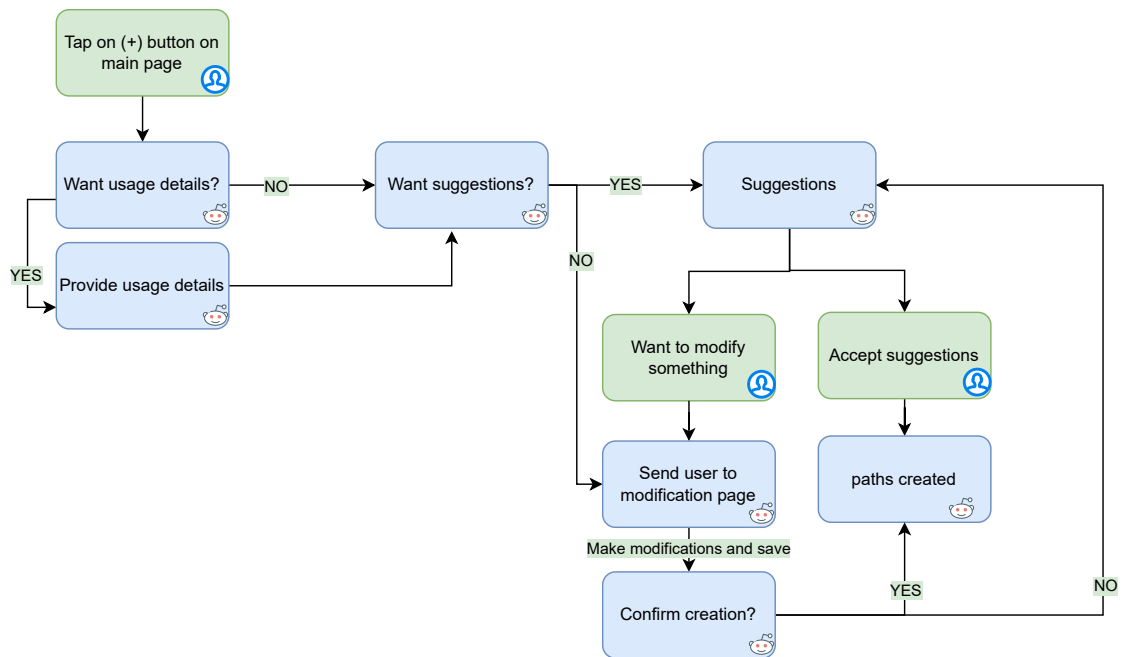 Tap on (+) button on
main page
Want usage details?
NO
Want suggestions?
YES
Suggestions
YES
Provide usage details
NO
Want to modify
something
Accept suggestions
Send user to
modification page
paths created
Make modifications and save
Confirm creation?
YES
NO